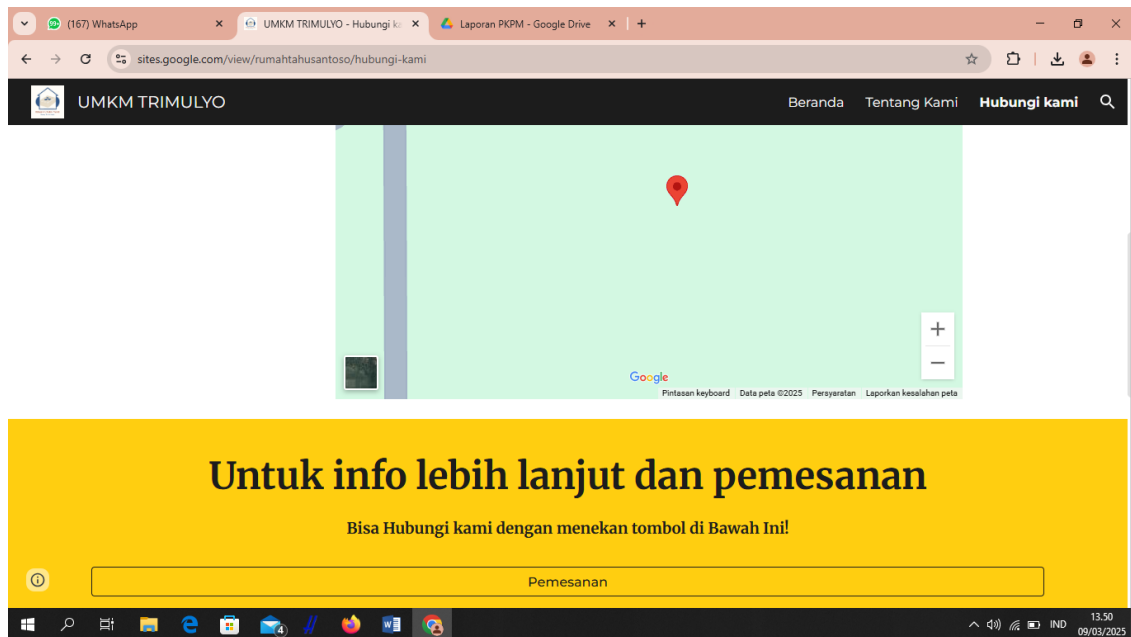 (167) WhatsApp
UMKM TRIMULYO - Hubungi ka
Laporan PKPM - Google Drive
sites.google.com/view/rumahtahusantoso/hubungi-kami
UMKM TRIMULYO
Beranda Tentang Kami Hubungi kami
Google
Pintasan keyboard Data peta ©2025 Persyaratan Laporkan kesalahan peta
Untuk info lebih lanjut dan pemesanan
Bisa Hubungi kami dengan menekan tombol di Bawah Ini!
Pemesanan
4
IND
13.50
09/03/2025